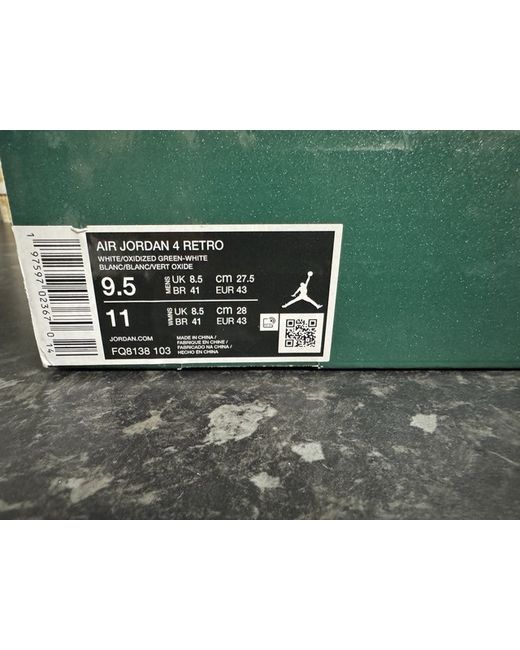 AIR JORDAN 4 RETRO
WHITE/OXIDIZED GREEN-WHITE
BLANC/BLANC/VERT OXIDE
9.5 MENS UK 8.5 cm 27.5
BR 41 EUR 43
11 WMNS UK 8.5 cm 28
BR 41 EUR 43
JORDAN.COM
FQ8138 103
MADE IN CHINA /
FABRIQUE EN CHINE /
FABRICADO NA CHINA /
HECHO EN CHINA
1 97597 02367 0 14